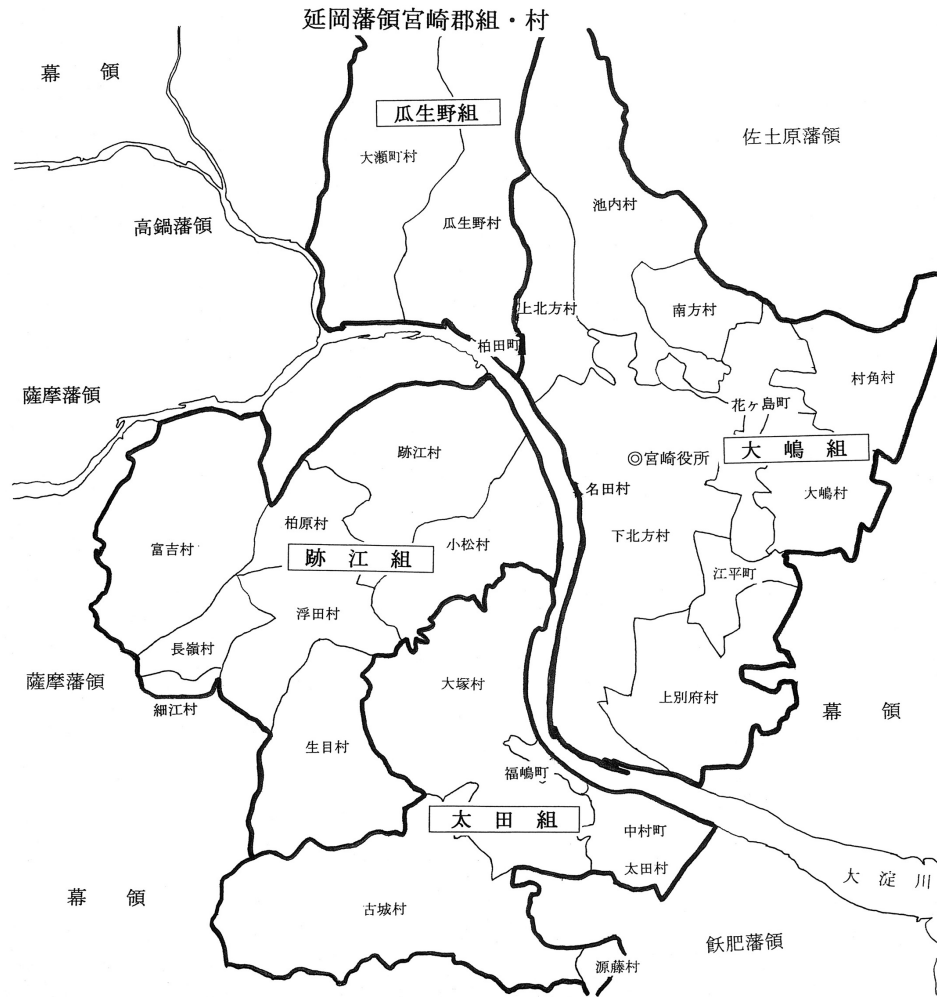 延岡藩領宮崎郡組・村
幕 領
瓜生野組
佐土原藩領
大瀬町村
池内村
高鍋藩領
瓜生野村
上北方村
南方村
柏田町
村角村
薩摩藩領
花ヶ島町
跡江村
◎宮崎役所
大嶋組
名田村
大嶋村
柏原村
富吉村
跡江組
小松村
下北方村
江平町
浮田村
長嶺村
薩摩藩領
大塚村
上別府村
細江村
幕 領
生目村
福嶋町
太田組
中村町
太田村
大淀川
幕 領
古城村
飫肥藩領
源藤村